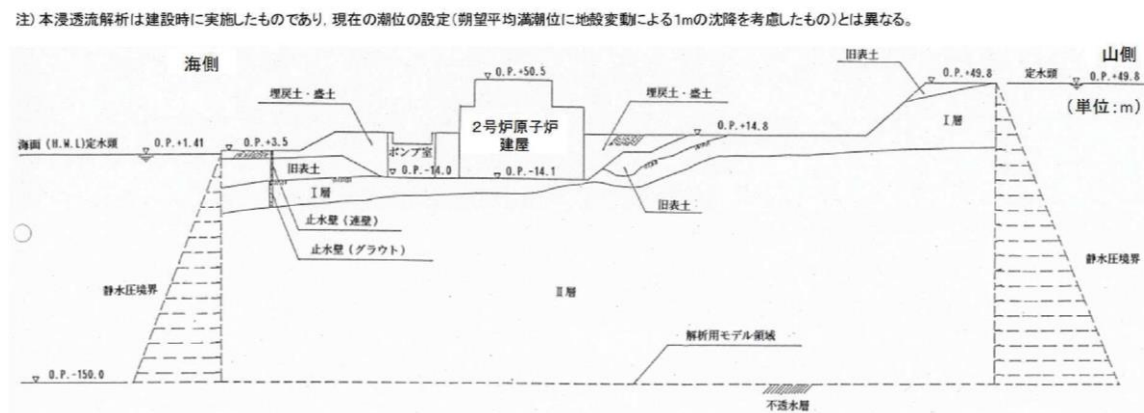 注）本浸透流解析は建設時に実施したものであり，現在の潮位の設定（朔望平均満潮位に地殻変動による1mの沈降を考慮したもの）とは異なる。
海側
山側
旧表土
O.P.+49.8
定水頭
O.P.+49.8
（単位：m）
O.P.+50.5
埋戻土・盛土
埋戻土・盛土
Ⅰ層
2号炉原子炉
建屋
O.P.+14.8
海面（H.W.L）定水頭
O.P.+1.41
O.P.+3.5
ポンプ室
旧表土
O.P.-14.0
O.P.-14.1
Ⅰ層
旧表土
止水壁（連壁）
止水壁（グラウト）
静水圧境界
静水圧境界
Ⅱ層
解析用モデル領域
O.P.-150.0
不透水層